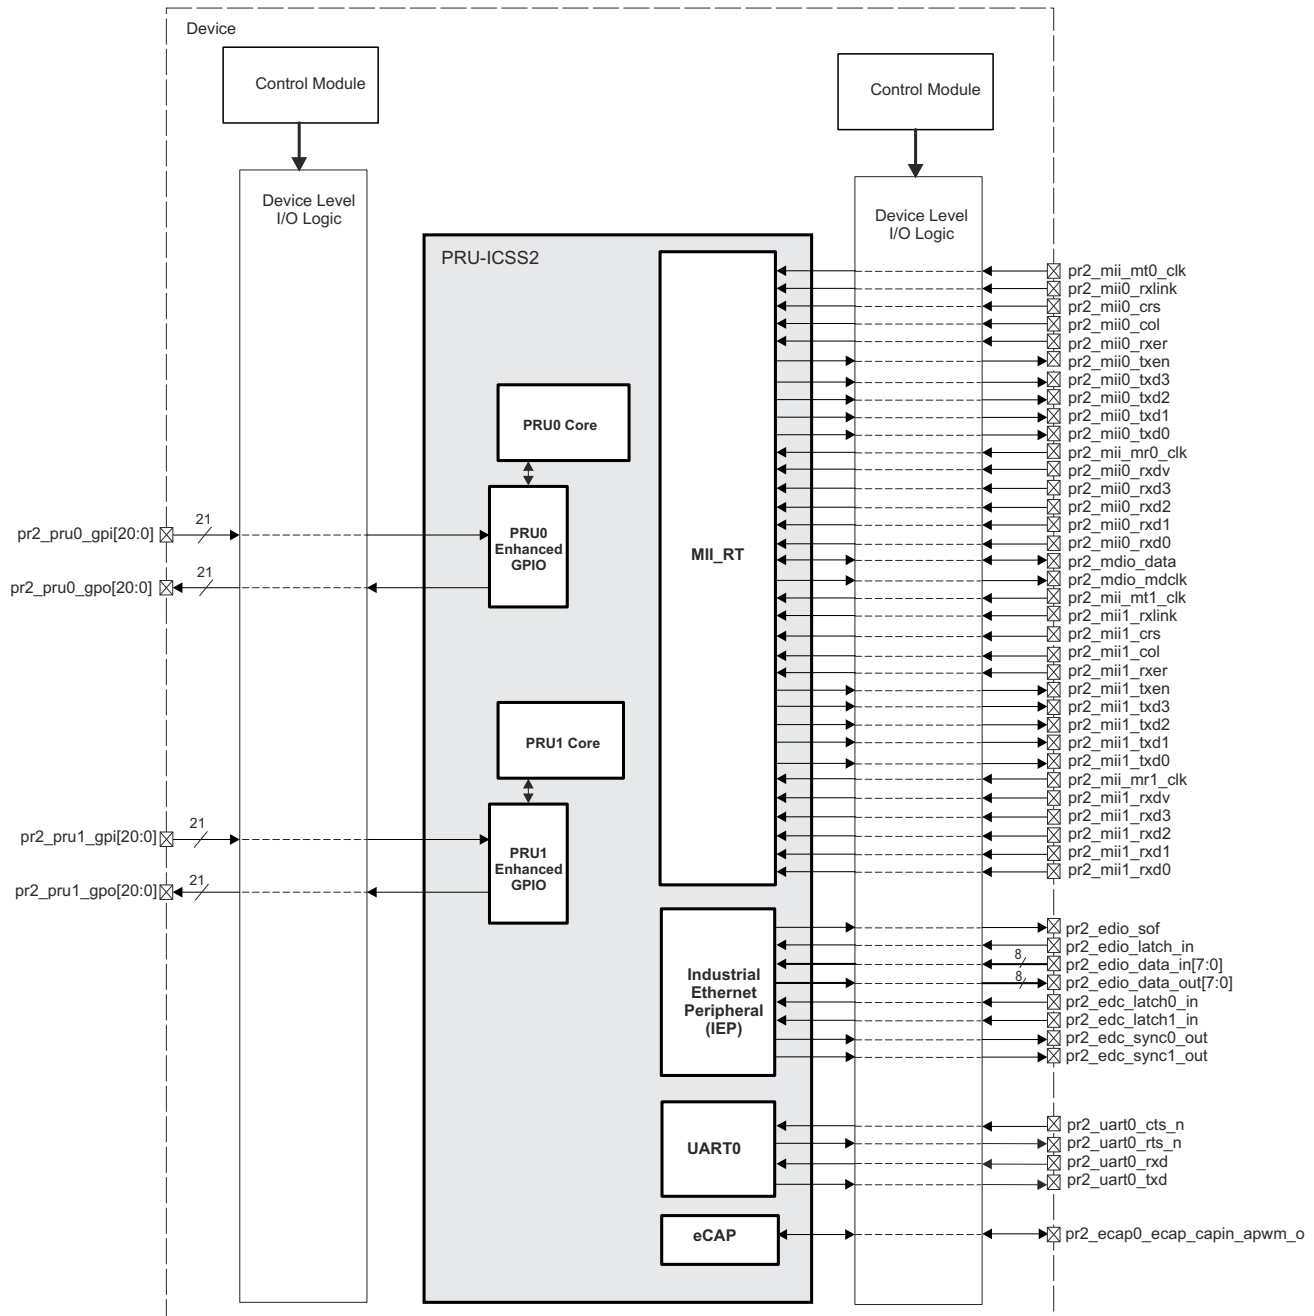 Device
Control Module
Control Module
Device Level
I/O Logic
Device Level
I/O Logic
PRU-ICSS2
PRU0 Core
PRU0
Enhanced
GPIO
PRU1 Core
PRU1
Enhanced
GPIO
pr2_pru0_gpi[20:0]
21
pr2_pru0_gpo[20:0]
21
pr2_pru1_gpi[20:0]
21
pr2_pru1_gpo[20:0]
21
MII_RT
pr2_mii_mt0_clk
pr2_mii0_rxlink
pr2_mii0_crs
pr2_mii0_col
pr2_mii0_rxer
pr2_mii0_txen
pr2_mii0_txd3
pr2_mii0_txd2
pr2_mii0_txd1
pr2_mii0_txd0
pr2_mii_mr0_clk
pr2_mii0_rxdv
pr2_mii0_rxd3
pr2_mii0_rxd2
pr2_mii0_rxd1
pr2_mii0_rxd0
pr2_mdio_data
pr2_mdio_mdclk
pr2_mii_mt1_clk
pr2_mii1_rxlink
pr2_mii1_crs
pr2_mii1_col
pr2_mii1_rxer
pr2_mii1_txen
pr2_mii1_txd3
pr2_mii1_txd2
pr2_mii1_txd1
pr2_mii1_txd0
pr2_mii_mr1_clk
pr2_mii1_rxdv
pr2_mii1_rxd3
pr2_mii1_rxd2
pr2_mii1_rxd1
pr2_mii1_rxd0
Industrial
Ethernet
Peripheral
(IEP)
pr2_edio_sof
pr2_edio_latch_in
8
pr2_edio_data_in[7:0]
8
pr2_edio_data_out[7:0]
pr2_edc_latch0_in
pr2_edc_latch1_in
pr2_edc_sync0_out
pr2_edc_sync1_out
UART0
pr2_uart0_cts_n
pr2_uart0_rts_n
pr2_uart0_rxd
pr2_uart0_txd
eCAP
pr2_ecap0_ecap_capin_apwm_o